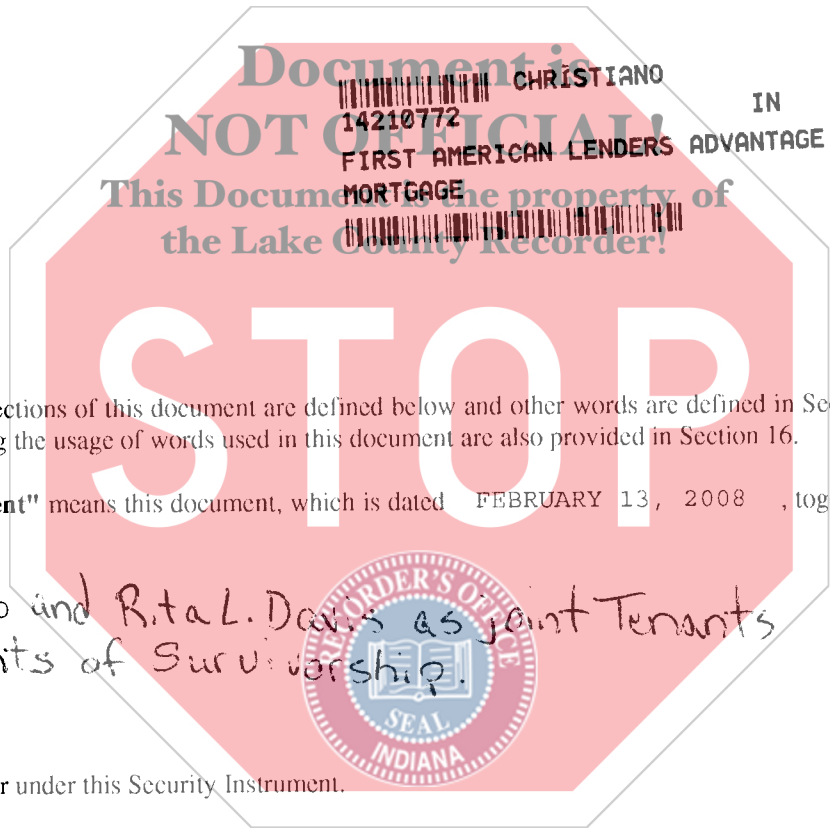 Document is
NOT OFFICIAL!
This Document is the property of
the Lake County Recorder!
CHRISTIANO
IN
14210772
FIRST AMERICAN LENDERS ADVANTAGE
MORTGAGE
STOP
ections of this document are defined below and other words are defined in Se
g the usage of words used in this document are also provided in Section 16.
ent" means this document, which is dated FEBRUARY 13, 2008 , tog
o and Rita L. Davis as joint Tenants
its of Survivorship.
RECORDER'S OFFICE
SEAL
INDIANA
r under this Security Instrument.